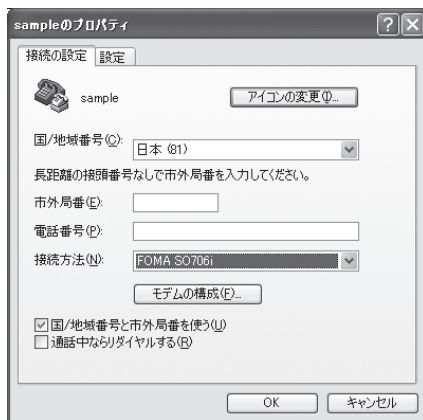 sampleのプロパティ
接続の設定 設定
sample
アイコンの変更(I)...
国/地域番号(C):
日本 (81)
長距離の接頭番号なしで市外局番を入力してください。
市外局番(E):
電話番号(P):
接続方法(N):
FOMA SO706i
モデムの構成(F)...
国/地域番号と市外局番を使う(U)
通話中ならリダイヤルする(R)
OK キャンセル